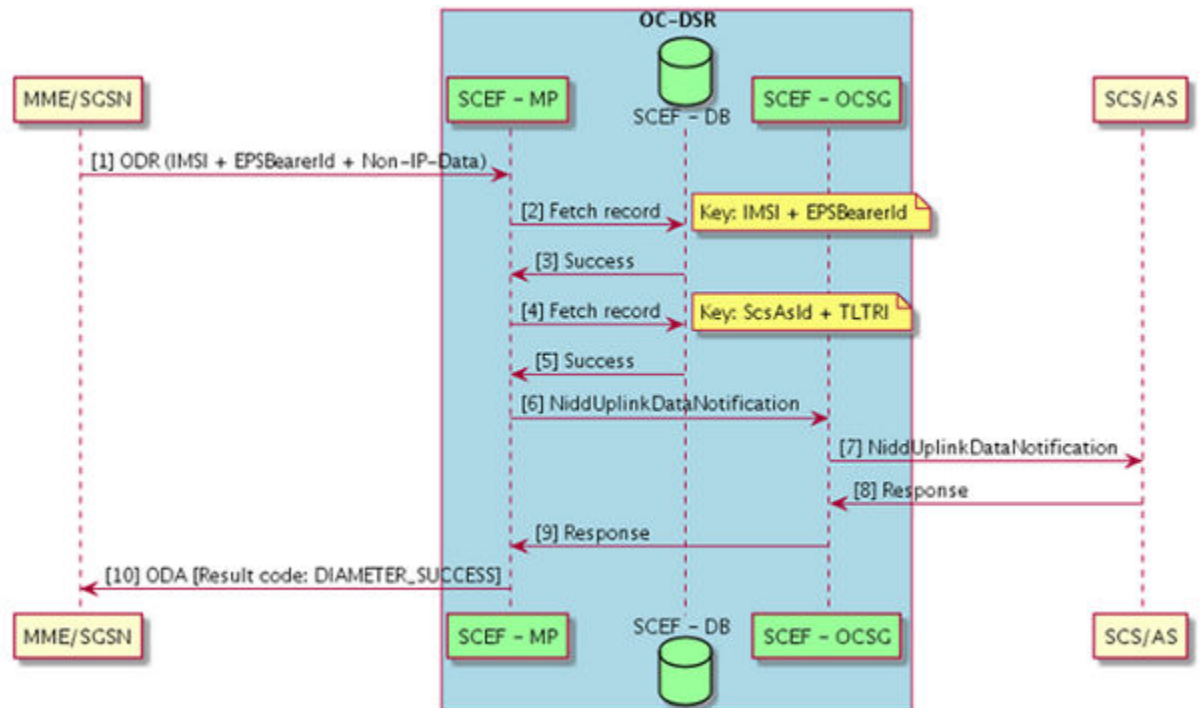 OC-DSR
MME/SGSN
SCEF - MP
SCEF - DB
SCEF - OCSG
SCS/AS
[1] ODR (IMSI + EPSBearerId + Non-IP-Data)
[2] Fetch record
Key: IMSI + EPSBearerId
[3] Success
[4] Fetch record
Key: ScsAsId + TLTRI
[5] Success
[6] NiddUplinkDataNotification
[7] NiddUplinkDataNotification
[8] Response
[9] Response
[10] ODA [Result code: DIAMETER_SUCCESS]
MME/SGSN
SCEF - MP
SCEF - DB
SCEF - OCSG
SCS/AS